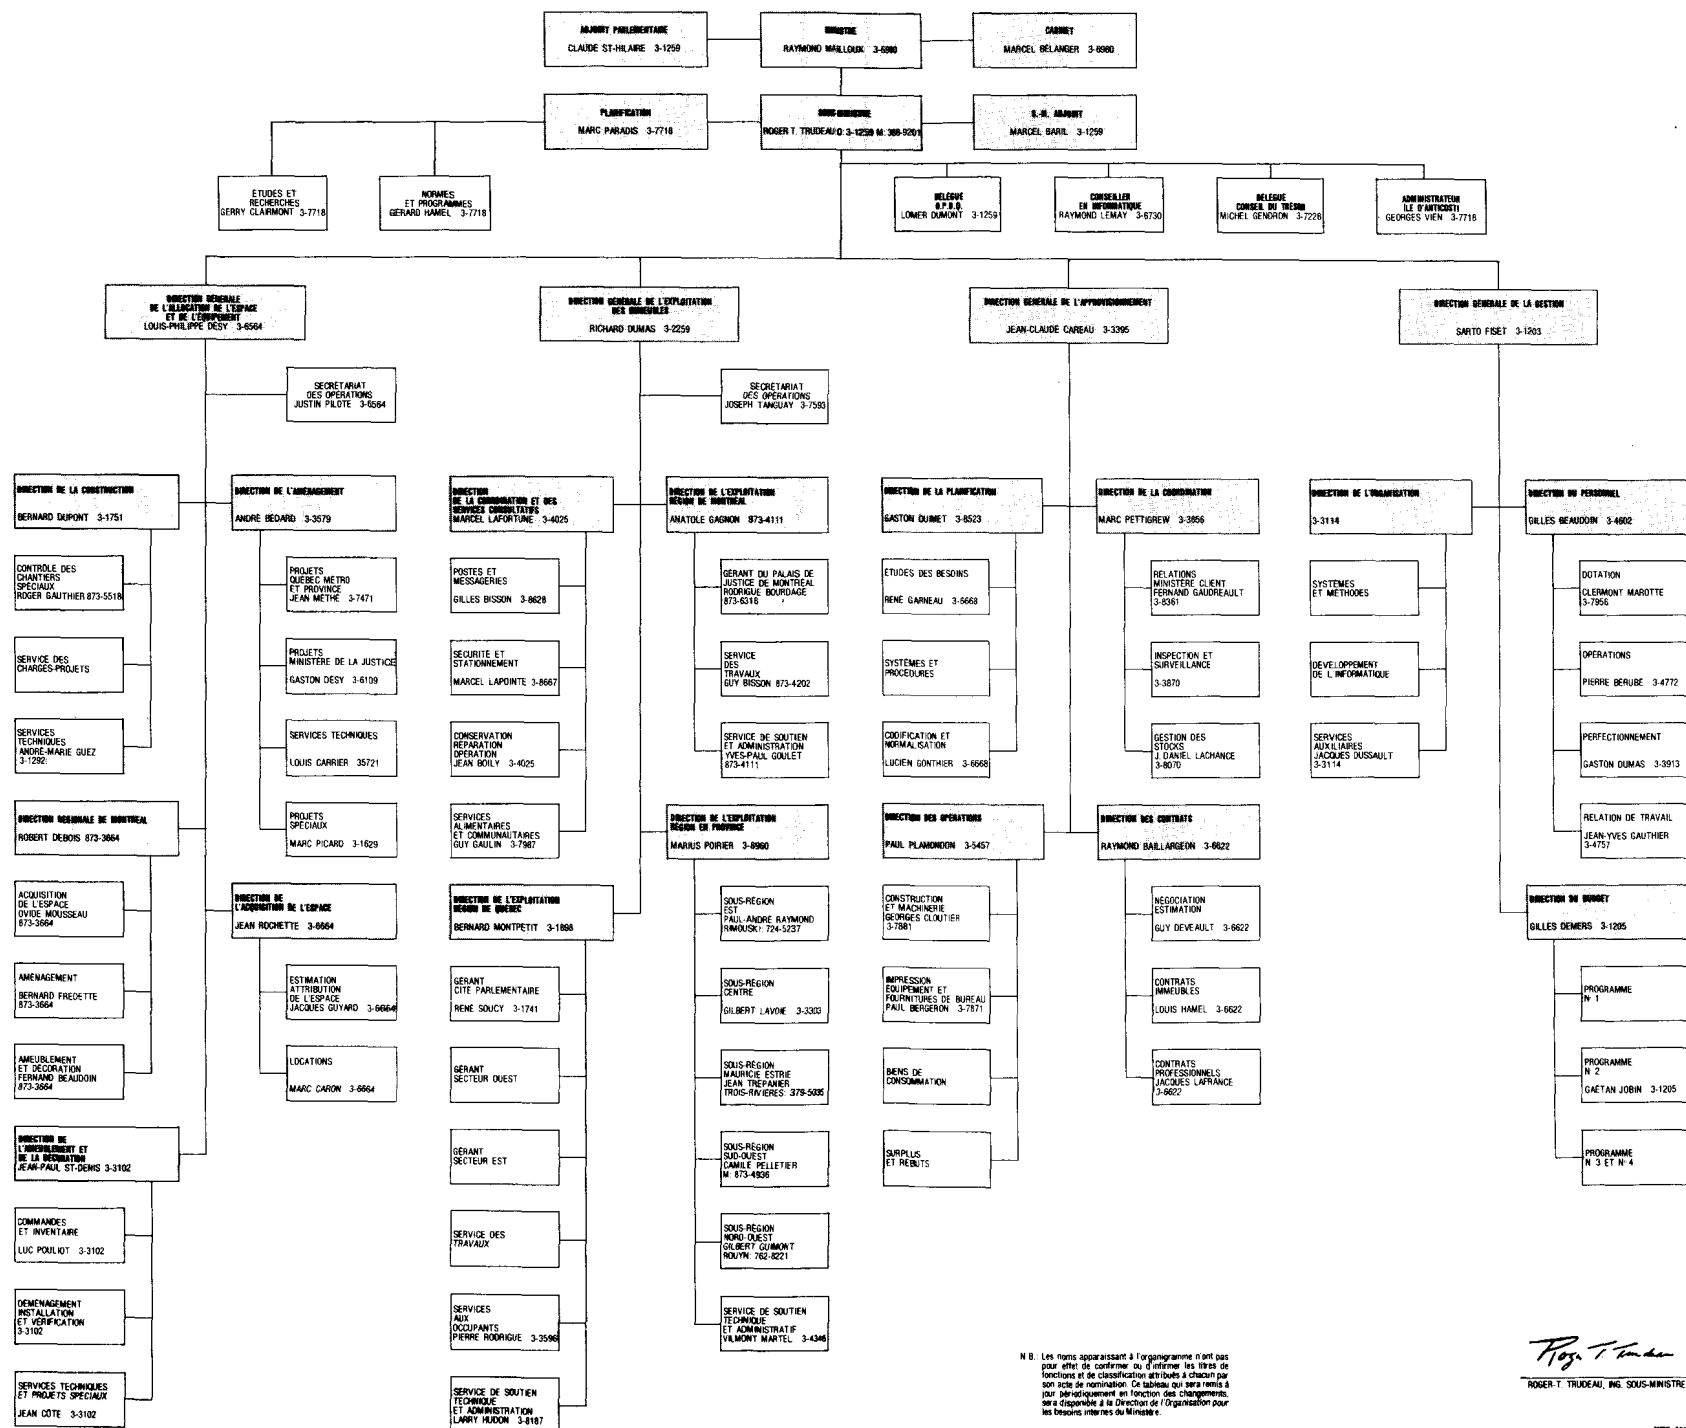 ADJOINT PARLEMENTAIRE
CLAUDE ST-HILAIRE 3-1259
MINISTRE
RAYMOND MAILLOUX 3-6980
CABINET
MARCEL BÉLANGER 3-6980
PLANIFICATION
MARC PARADIS 3-7718
SOUS-MINISTRE
ROGER T. TRUDEAU Q: 3-1259 M: 388-9201
S.-M. ADJOINT
MARCEL BARIL 3-1259
ÉTUDES ET
RECHERCHES
GERRY CLAIRMONT 3-7718
NORMES
ET PROGRAMMES
GÉRARD HAMEL 3-7718
DÉLÉGUÉ
O.P.D.Q.
LOMER DUMONT 3-1259
CONSEILLER
EN INFORMATIQUE
RAYMOND LEMAY 3-6730
DÉLÉGUÉ
CONSEIL DU TRÉSOR
MICHEL GENDRON 3-7228
ADMINISTRATEUR
ÎLE D'ANTICOSTI
GEORGES VIEN 3-7718
DIRECTION GÉNÉRALE
DE L'ALLOCATION DE L'ESPACE
ET DE L'ÉQUIPEMENT
LOUIS-PHILIPPE DÉSY 3-6564
DIRECTION GÉNÉRALE DE L'EXPLOITATION
DES IMMEUBLES
RICHARD DUMAS 3-2259
DIRECTION GÉNÉRALE DE L'APPROVISIONNEMENT
JEAN-CLAUDE CAREAU 3-3395
DIRECTION GÉNÉRALE DE LA GESTION
SARTO FISET 3-1203
SECRÉTARIAT
DES OPÉRATIONS
JUSTIN PILOTE 3-6564
SECRÉTARIAT
DES OPÉRATIONS
JOSEPH TANGUAY 3-7593
DIRECTION DE LA CONSTRUCTION
BERNARD DUPONT 3-1751
CONTRÔLE DES
CHANTIERS
SPÉCIAUX
ROGER GAUTHIER 873-5518
SERVICE DES
CHARGÉS-PROJETS
SERVICES
TECHNIQUES
ANDRÉ-MARIE GUEZ
3-1292
DIRECTION DE L'AMÉNAGEMENT
ANDRÉ BÉDARD 3-3579
PROJETS
QUÉBEC MÉTRO
ET PROVINCE
JEAN MÉTHÉ 3-7471
PROJETS
MINISTÈRE DE LA JUSTICE
GASTON DÉSY 3-6109
SERVICES TECHNIQUES
LOUIS CARRIER 35721
PROJETS
SPÉCIAUX
MARC PICARD 3-1629
DIRECTION RÉGIONALE DE MONTRÉAL
ROBERT DEBOIS 873-3664
ACQUISITION
DE L'ESPACE
OVIDE MOUSSEAU
873-3664
AMÉNAGEMENT
BERNARD FREDETTE
873-3664
AMEUBLEMENT
ET DÉCORATION
FERNAND BEAUDOIN
873-3664
DIRECTION DE
L'ACQUISITION DE L'ESPACE
JEAN ROCHETTE 3-6664
ESTIMATION
ATTRIBUTION
DE L'ESPACE
JACQUES GUYARD 3-6664
LOCATIONS
MARC CARON 3-6664
DIRECTION DE
L'AMEUBLEMENT ET
DE LA DÉCORATION
JEAN-PAUL ST-DENIS 3-3102
COMMANDES
ET INVENTAIRE
LUC POULIOT 3-3102
DÉMÉNAGEMENT
INSTALLATION
ET VÉRIFICATION
3-3102
SERVICES TECHNIQUES
ET PROJETS SPÉCIAUX
JEAN CÔTÉ 3-3102
DIRECTION
DE LA COORDINATION ET DES
SERVICES CONSULTATIFS
MARCEL LAFORTUNE 3-4025
POSTES ET
MESSAGERIES
GILLES BISSON 3-8628
SÉCURITÉ ET
STATIONNEMENT
MARCEL LAPOINTE 3-8667
CONSERVATION
RÉPARATION
OPÉRATION
JEAN BOILY 3-4025
SERVICES
ALIMENTAIRES
ET COMMUNAUTAIRES
GUY GAULIN 3-7987
DIRECTION DE L'EXPLOITATION
RÉGION DE MONTRÉAL
ANATOLE GAGNON 873-4111
GÉRANT DU PALAIS DE
JUSTICE DE MONTRÉAL
RODRIGUE BOURDAGE
873-6318
SERVICE
DES
TRAVAUX
GUY BISSON 873-4202
SERVICE DE SOUTIEN
ET ADMINISTRATION
YVES-PAUL GOULET
873-4111
DIRECTION DE L'EXPLOITATION
RÉGION EN PROVINCE
MARIUS POIRIER 3-8960
SOUS-RÉGION
EST
PAUL-ANDRÉ RAYMOND
RIMOUSKI: 724-5237
SOUS-RÉGION
CENTRE
GILBERT LAVOIE 3-3303
SOUS-RÉGION
MAURICIE ESTRIE
JEAN TRÉPANIER
TROIS-RIVIÈRES: 379-5035
SOUS-RÉGION
SUD-OUEST
CAMILE PELLETIER
M: 873-4936
SOUS-RÉGION
NORD-OUEST
GILBERT GUIMONT
ROUYN: 762-8221
SERVICE DE SOUTIEN
TECHNIQUE
ET ADMINISTRATIF
VILMONT MARTEL 3-4346
DIRECTION DE L'EXPLOITATION
RÉGION DE QUÉBEC
BERNARD MONTPETIT 3-1898
GÉRANT
CITÉ PARLEMENTAIRE
RENÉ SOUCY 3-1741
GÉRANT
SECTEUR OUEST
GÉRANT
SECTEUR EST
SERVICE DES
TRAVAUX
SERVICES
AUX
OCCUPANTS
PIERRE RODRIGUE 3-3596
SERVICE DE SOUTIEN
TECHNIQUE
ET ADMINISTRATION
LARRY HUDON 3-8187
DIRECTION DE LA PLANIFICATION
GASTON OUIMET 3-8523
ÉTUDES DES BESOINS
RENÉ GARNEAU 3-6668
SYSTÈMES ET
PROCÉDURES
CODIFICATION ET
NORMALISATION
LUCIEN GONTHIER 3-6668
DIRECTION DE LA COORDINATION
MARC PETTIGREW 3-3856
RELATIONS
MINISTÈRE CLIENT
FERNAND GAUDREAULT
3-8361
INSPECTION ET
SURVEILLANCE
3-3870
GESTION DES
STOCKS
J. DANIEL LACHANCE
3-8070
DIRECTION DES OPÉRATIONS
PAUL PLAMONDON 3-5457
CONSTRUCTION
ET MACHINERIE
GEORGES CLOUTIER
3-7881
IMPRESSION
ÉQUIPEMENT ET
FOURNITURES DE BUREAU
PAUL BERGERON 3-7871
BIENS DE
CONSOMMATION
SURPLUS
ET REBUTS
DIRECTION DES CONTRATS
RAYMOND BAILLARGEON 3-6622
NÉGOCIATION
ESTIMATION
GUY DEVEAULT 3-6622
CONTRATS
IMMEUBLES
LOUIS HAMEL 3-6622
CONTRATS
PROFESSIONNELS
JACQUES LAFRANCE
3-6622
DIRECTION DE L'ORGANISATION
3-3114
SYSTÈMES
ET MÉTHODES
DÉVELOPPEMENT
DE L'INFORMATIQUE
SERVICES
AUXILIAIRES
JACQUES DUSSAULT
3-3114
DIRECTION DU PERSONNEL
GILLES BEAUDOIN 3-4602
DOTATION
CLERMONT MAROTTE
3-7956
OPÉRATIONS
PIERRE BÉRUBÉ 3-4772
PERFECTIONNEMENT
GASTON DUMAS 3-3913
RELATION DE TRAVAIL
JEAN-YVES GAUTHIER
3-4757
DIRECTION DU BUDGET
GILLES DEMERS 3-1205
PROGRAMME
N° 1
PROGRAMME
N° 2
GAÉTAN JOBIN 3-1205
PROGRAMME
N° 3 ET N° 4
N.B.: Les noms apparaissant à l'organigramme n'ont pas
pour effet de confirmer ou d'infirmer les titres de
fonctions et de classification attribués à chacun par
son acte de nomination. Ce tableau qui sera remis à
jour périodiquement en fonction des changements,
sera disponible à la Direction de l'Organisation pour
les besoins internes du Ministère.
Roger T. Trudeau
ROGER-T. TRUDEAU, ING. SOUS-MINISTRE